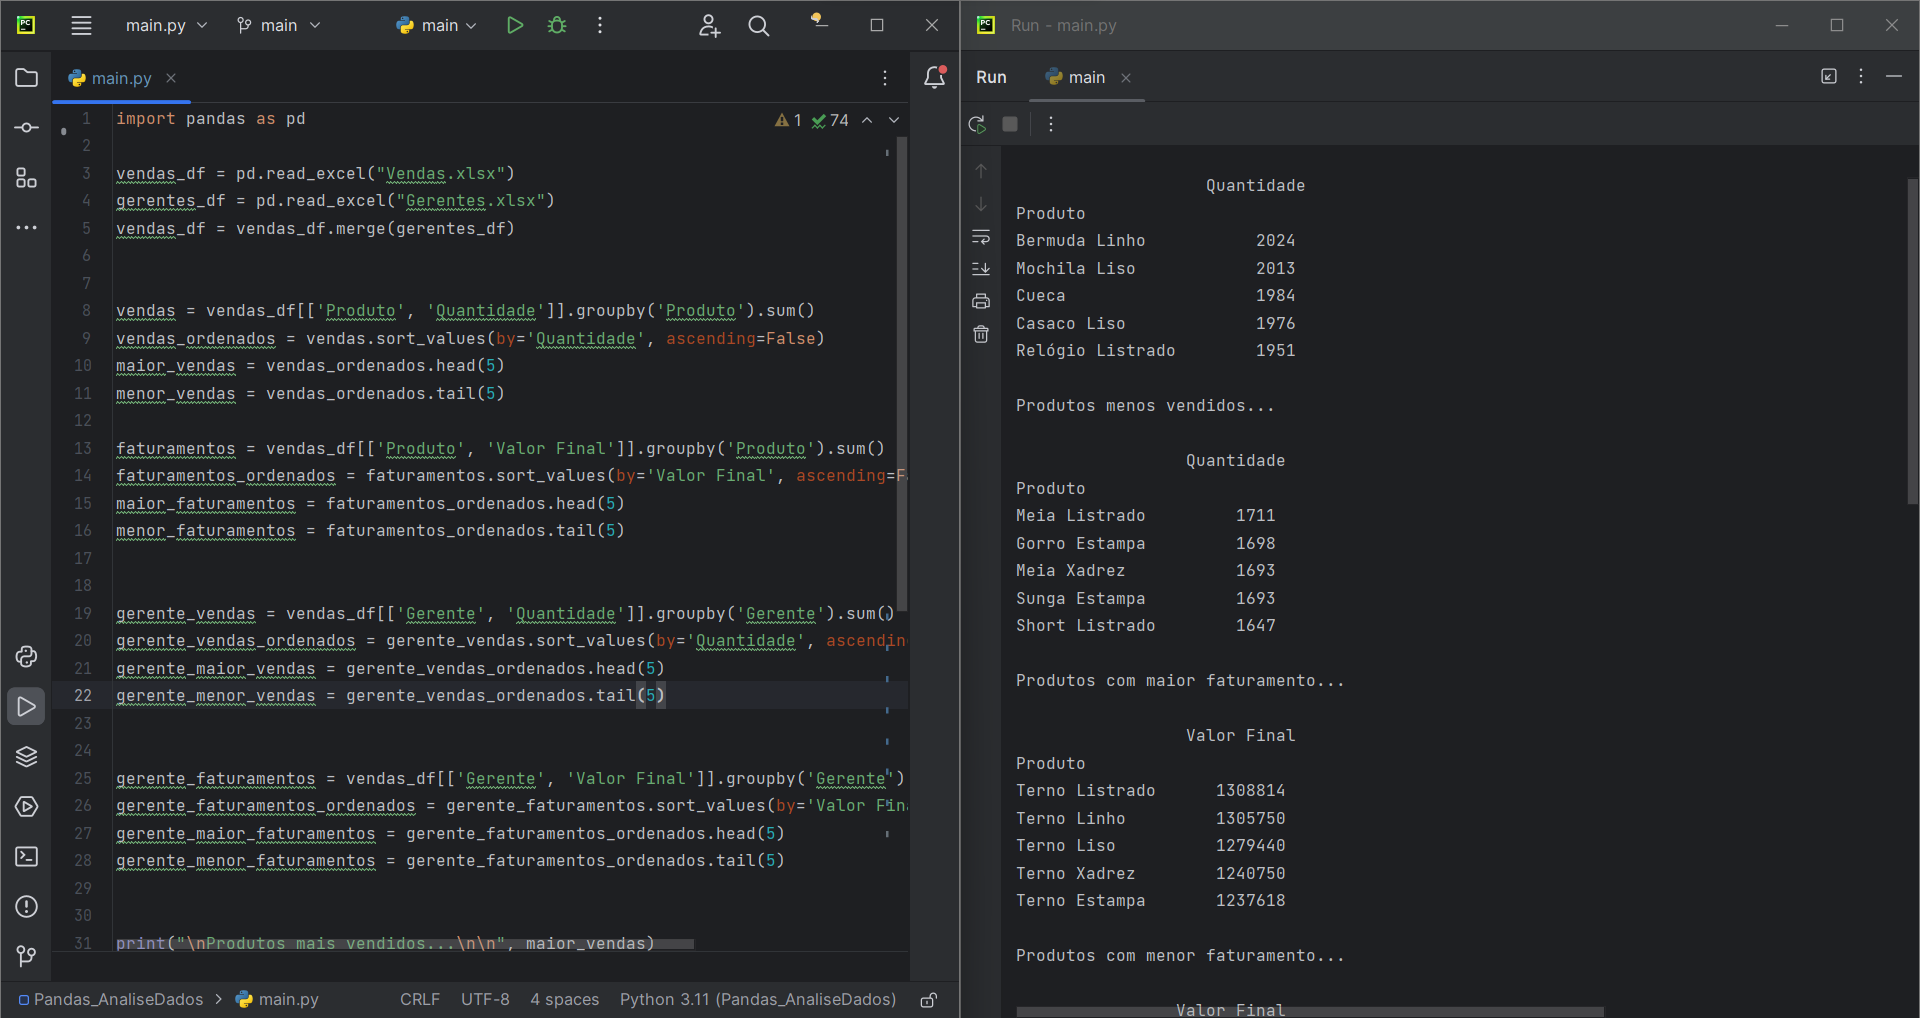 main.py
main
main
main.py
1 import pandas as pd
1 74
2
3 vendas_df = pd.read_excel("Vendas.xlsx")
4 gerentes_df = pd.read_excel("Gerentes.xlsx")
5 vendas_df = vendas_df.merge(gerentes_df)
6
7
8 vendas = vendas_df[['Produto', 'Quantidade']].groupby('Produto').sum()
9 vendas_ordenados = vendas.sort_values(by='Quantidade', ascending=False)
10 maior_vendas = vendas_ordenados.head(5)
11 menor_vendas = vendas_ordenados.tail(5)
12
13 faturamentos = vendas_df[['Produto', 'Valor Final']].groupby('Produto').sum()
14 faturamentos_ordenados = faturamentos.sort_values(by='Valor Final', ascending=F
15 maior_faturamentos = faturamentos_ordenados.head(5)
16 menor_faturamentos = faturamentos_ordenados.tail(5)
17
18
19 gerente_vendas = vendas_df[['Gerente', 'Quantidade']].groupby('Gerente').sum()
20 gerente_vendas_ordenados = gerente_vendas.sort_values(by='Quantidade', ascendin
21 gerente_maior_vendas = gerente_vendas_ordenados.head(5)
22 gerente_menor_vendas = gerente_vendas_ordenados.tail(5)
23
24
25 gerente_faturamentos = vendas_df[['Gerente', 'Valor Final']].groupby('Gerente')
26 gerente_faturamentos_ordenados = gerente_faturamentos.sort_values(by='Valor Fin
27 gerente_maior_faturamentos = gerente_faturamentos_ordenados.head(5)
28 gerente_menor_faturamentos = gerente_faturamentos_ordenados.tail(5)
29
30
31 print("\nProdutos mais vendidos...\n\n", maior_vendas)
Pandas_AnaliseDados > main.py
CRLF UTF-8 4 spaces Python 3.11 (Pandas_AnaliseDados)
Run - main.py
Run main
Quantidade
Produto
Bermuda Linho 2024
Mochila Liso 2013
Cueca 1984
Casaco Liso 1976
Relógio Listrado 1951
Produtos menos vendidos...
Quantidade
Produto
Meia Listrado 1711
Gorro Estampa 1698
Meia Xadrez 1693
Sunga Estampa 1693
Short Listrado 1647
Produtos com maior faturamento...
Valor Final
Produto
Terno Listrado 1308814
Terno Linho 1305750
Terno Liso 1279440
Terno Xadrez 1240750
Terno Estampa 1237618
Produtos com menor faturamento...
Valor Final